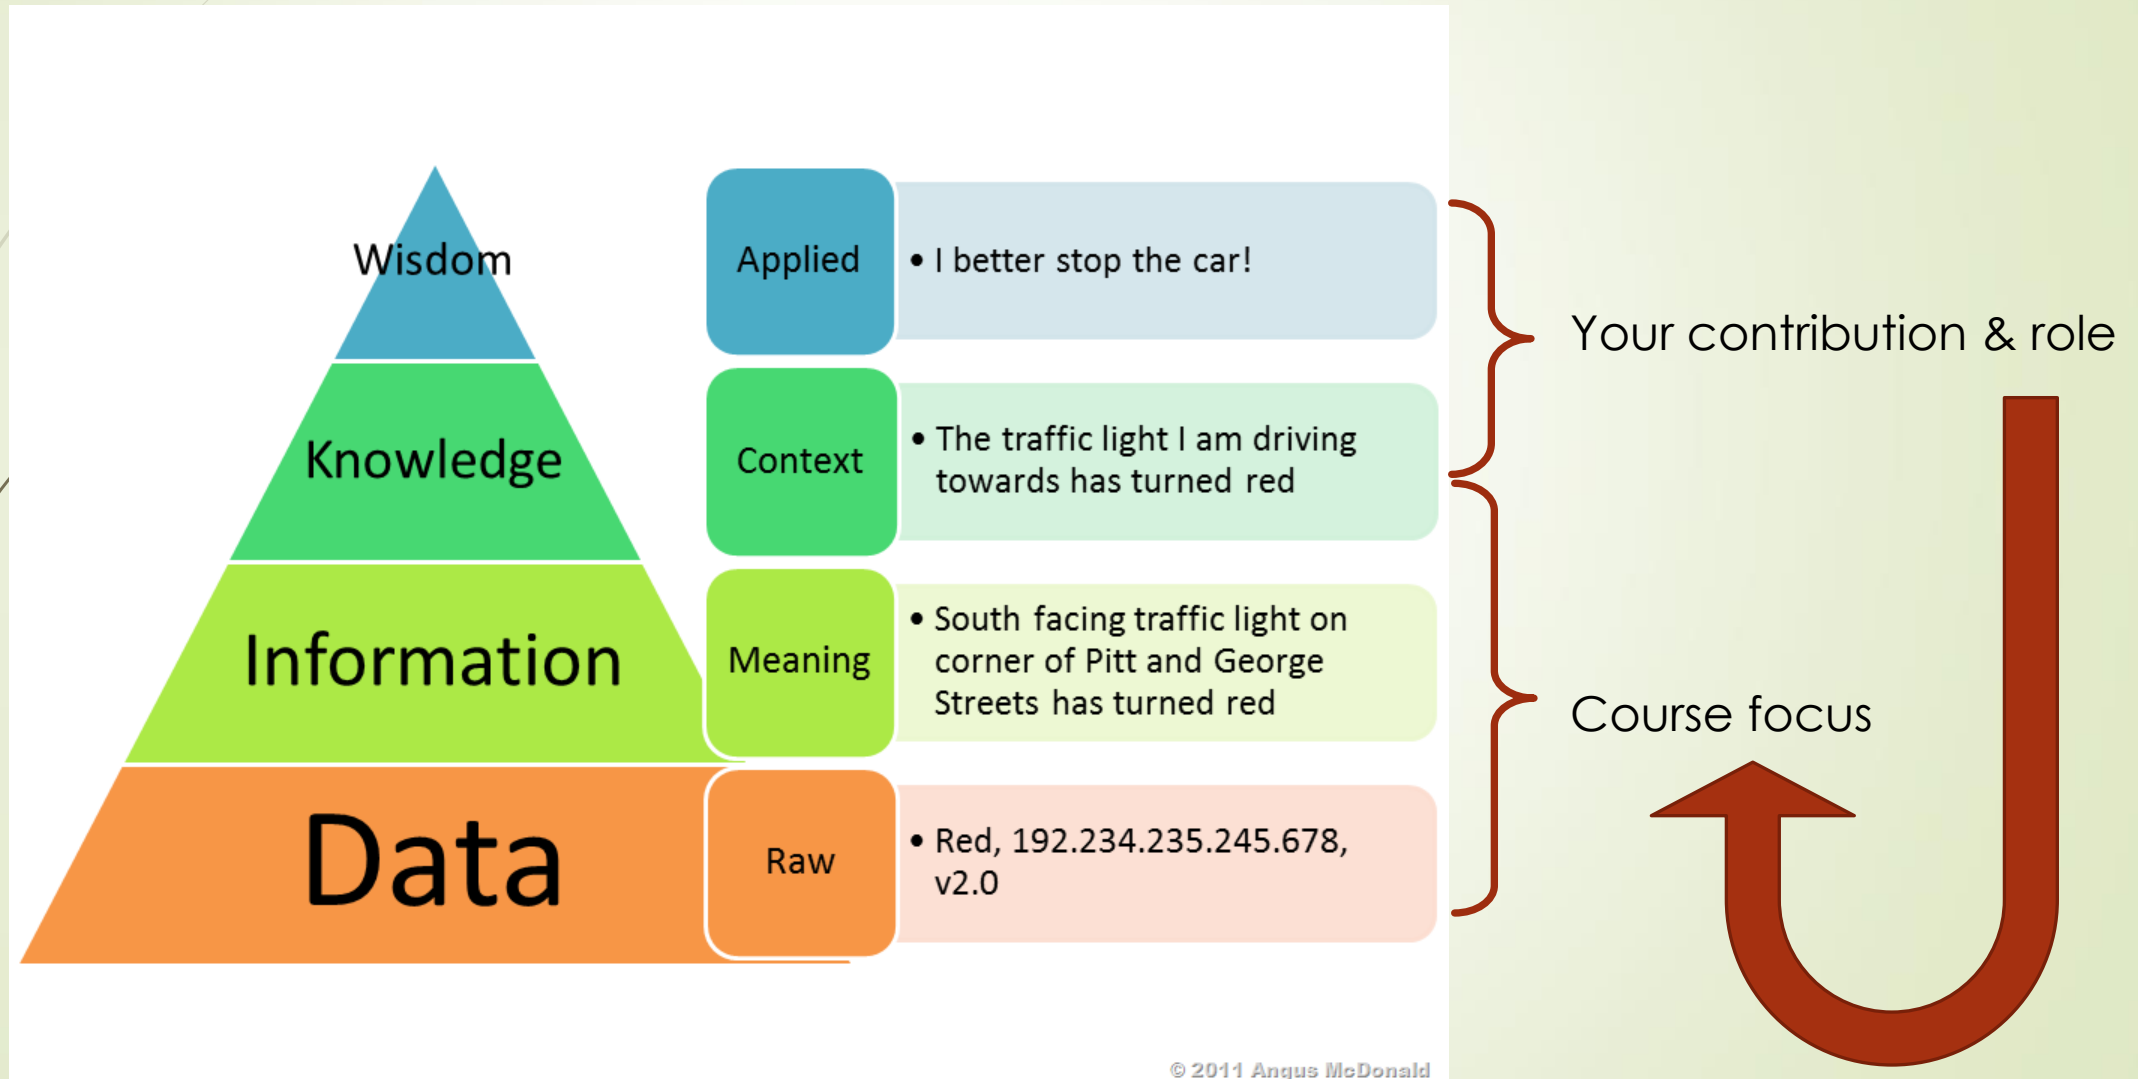 Wisdom
Applied
• I better stop the car!
Your contribution & role
Knowledge
Context
• The traffic light I am driving
towards has turned red
Information
Meaning
• South facing traffic light on
corner of Pitt and George
Streets has turned red
Course focus
Data
Raw
• Red, 192.234.235.245.678,
v2.0
© 2011 Angus McDonald